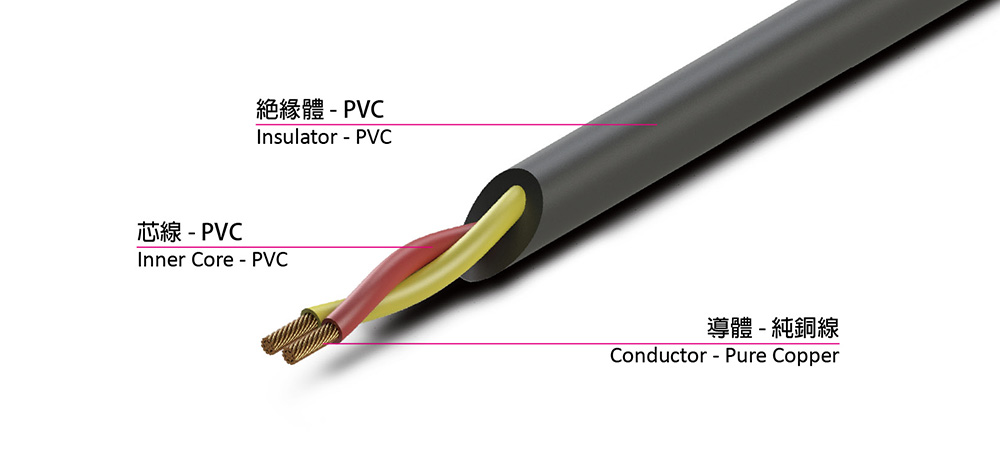 絕緣體 - PVC
Insulator - PVC
芯線 - PVC
Inner Core - PVC
導體 - 純銅線
Conductor - Pure Copper